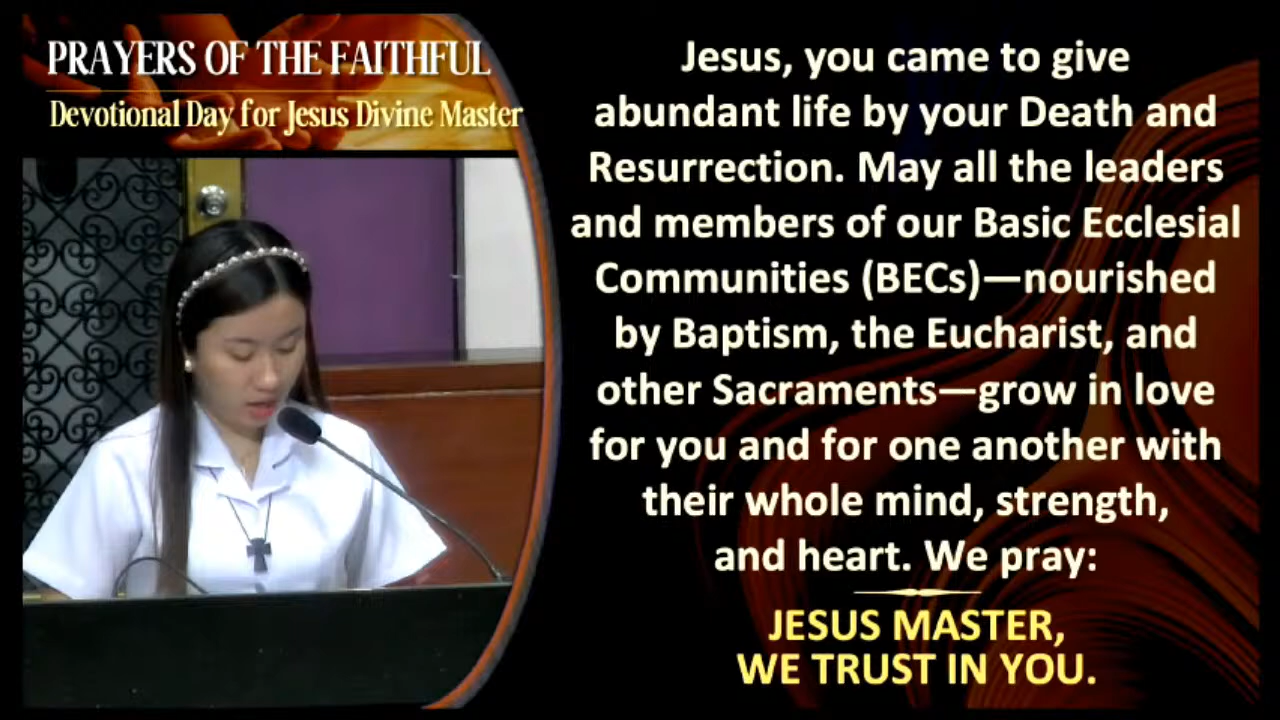 PRAYERS OF THE FAITHFUL
Devotional Day for Jesus Divine Master
Jesus, you came to give
abundant life by your Death and
Resurrection. May all the leaders
and members of our Basic Ecclesial
Communities (BECs)—nourished
by Baptism, the Eucharist, and
other Sacraments—grow in love
for you and for one another with
their whole mind, strength,
and heart. We pray:
JESUS MASTER,
WE TRUST IN YOU.